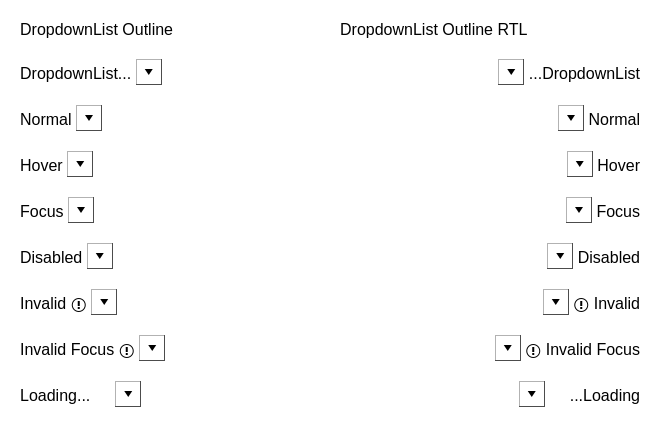 DropdownList Outline
DropdownList...
Normal
Hover
Focus
Disabled
Invalid
Invalid Focus
Loading...
DropdownList Outline RTL
...DropdownList
Normal
Hover
Focus
Disabled
Invalid
Invalid Focus
...Loading